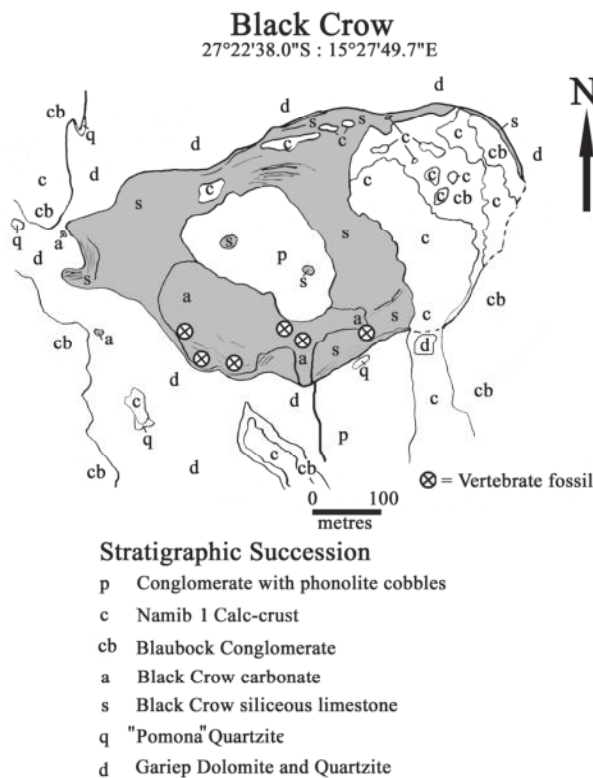 Black Crow
27°22'38.0"S : 15°27'49.7"E
N
d
d
cb
q
d
s
s
c
c
c
s
cb
d
c
d
c
c
c
cb
c
c
cb
s
c
c
q
a
d
s
p
s
s
c
cb
a
s
a
s
c
cb
a
a
s
d
d
q
c
q
d
p
c
cb
c
cb
cb
d
⊗ = Vertebrate fossil
0 100
metres
Stratigraphic Succession
p Conglomerate with phonolite cobbles
c Namib 1 Calc-crust
cb Blaubock Conglomerate
a Black Crow carbonate
s Black Crow siliceous limestone
q "Pomona" Quartzite
d Gariep Dolomite and Quartzite